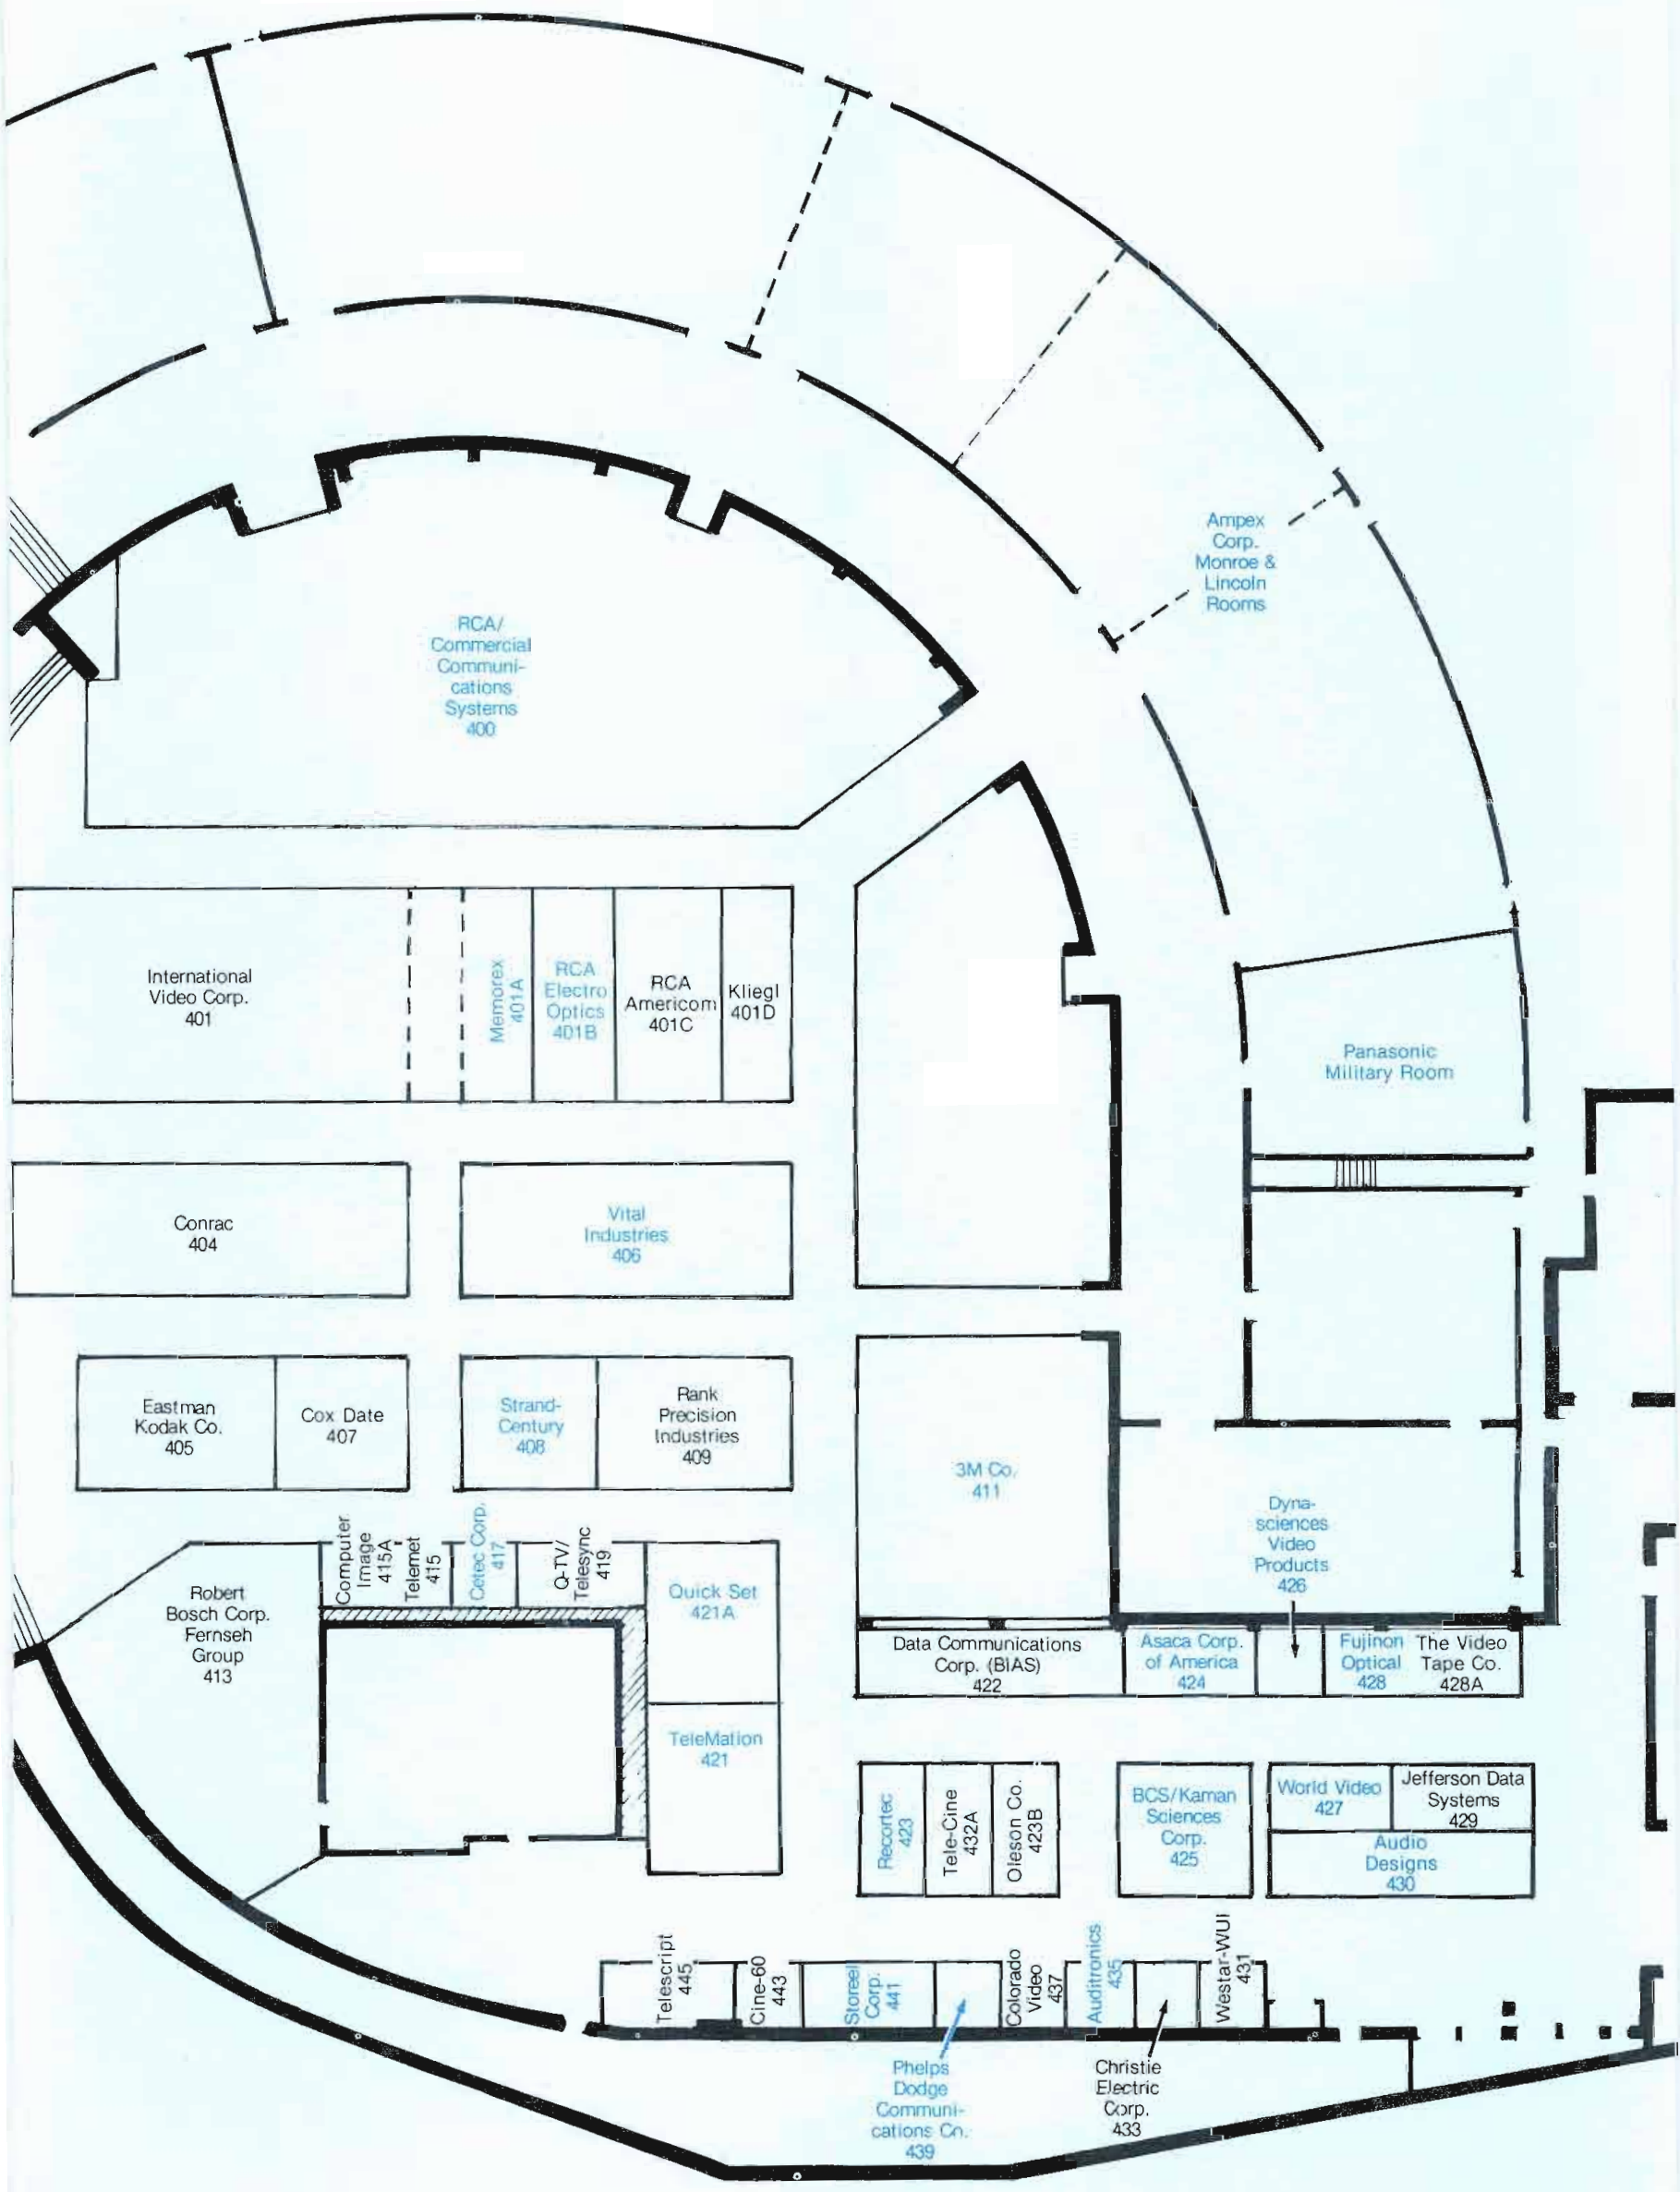 Ampex
Corp.
Monroe &
Lincoln
Rooms
RCA/
Commercial
Communi-
cations
Systems
400
International
Video Corp.
401
Memorex
401A
RCA
Electro
Optics
401B
RCA
Americom
401C
Kliegl
401D
Panasonic
Military Room
Conrac
404
Vital
Industries
406
Eastman
Kodak Co.
405
Cox Date
407
Strand-
Century
408
Rank
Precision
Industries
409
3M Co.
411
Dyna-
sciences
Video
Products
426
Robert
Bosch Corp.
Fernseh
Group
413
Computer
Image
415A
Telemet
415
Cetec Corp.
417
Q-TV/
Telesync
419
Quick Set
421A
TeleMation
421
Data Communications
Corp. (BIAS)
422
Asaca Corp.
of America
424
Fujinon
Optical
428
The Video
Tape Co.
428A
Recortec
423
Tele-Cine
432A
Oleson Co.
423B
BCS/Kaman
Sciences
Corp.
425
World Video
427
Jefferson Data
Systems
429
Audio
Designs
430
Telescript
445
Cine-60
443
Storeel
Corp.
441
Colorado
Video
437
Auditronics
435
Westar-WUI
431
Phelps
Dodge
Communi-
cations Cn.
439
Christie
Electric
Corp.
433